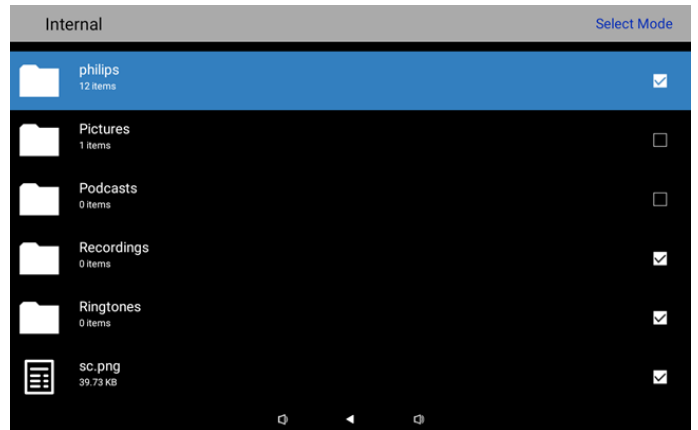 Internal
Select Mode
philips
12 items
Pictures
1 items
Podcasts
0 items
Recordings
0 items
Ringtones
0 items
sc.png
39.73 KB